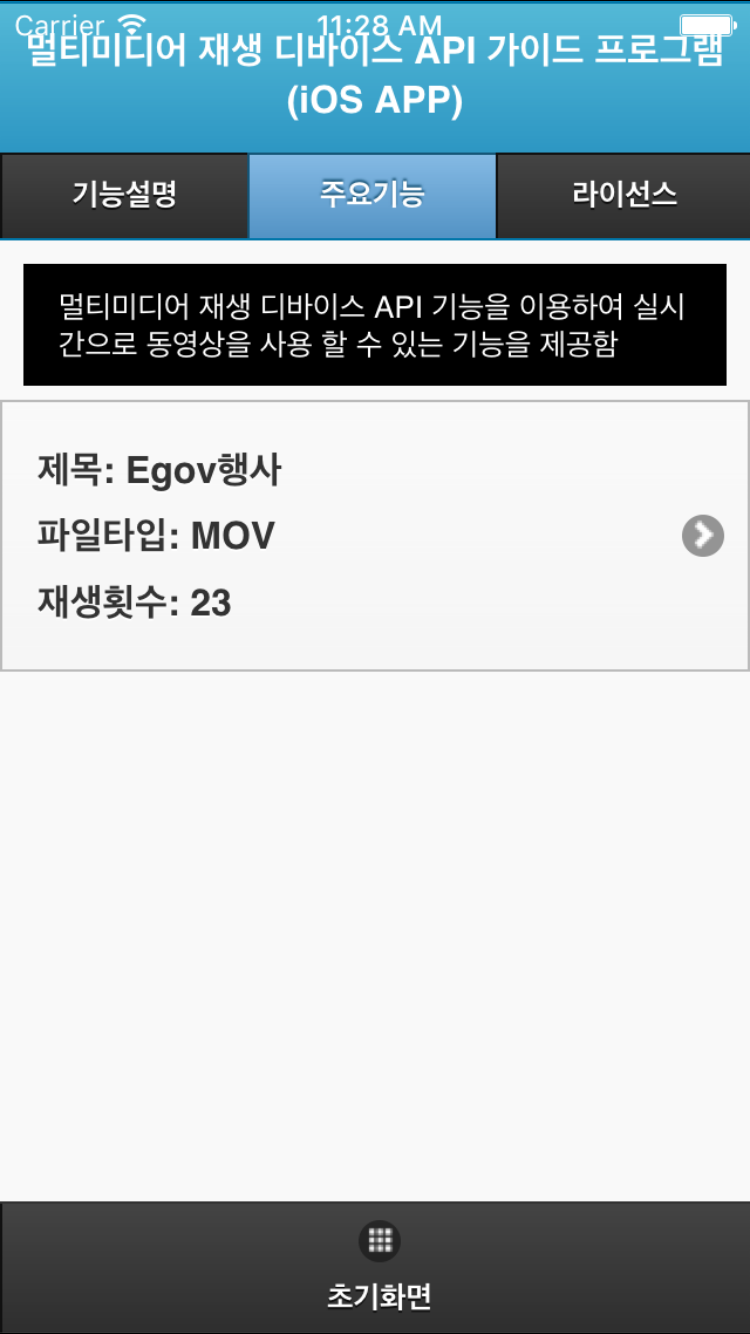 Carrier 11:28 AM
멀티미디어 재생 디바이스 API 가이드 프로그램
(iOS APP)
기능설명 주요기능 라이선스
멀티미디어 재생 디바이스 API 기능을 이용하여 실시
간으로 동영상을 사용 할 수 있는 기능을 제공함
제목: Egov행사
파일타입: MOV
재생횟수: 23
초기화면